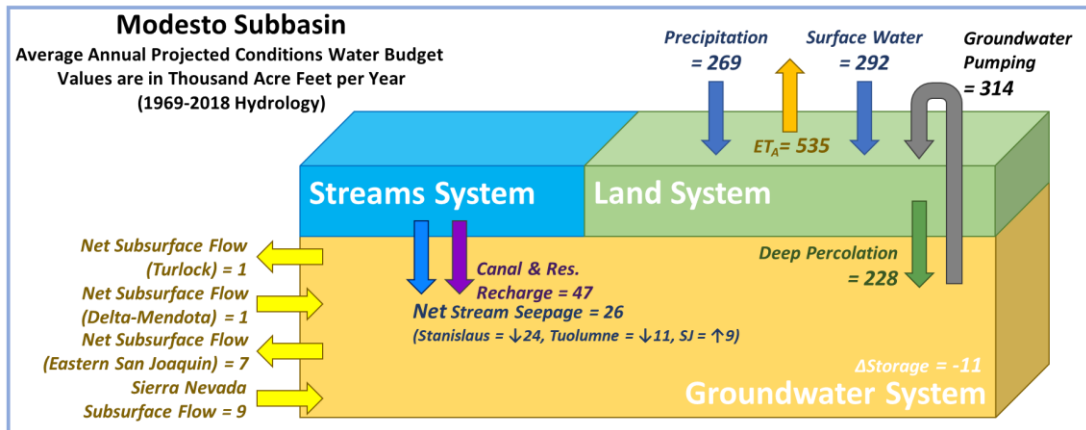 Modesto Subbasin
Average Annual Projected Conditions Water Budget
Values are in Thousand Acre Feet per Year
(1969-2018 Hydrology)
Precipitation
= 269
ETA= 535
Surface Water
= 292
Groundwater
Pumping
= 314
Streams System
Land System
Net Subsurface Flow
(Turlock) = 1
Net Subsurface Flow
(Delta-Mendota) = 1
Net Subsurface Flow
(Eastern San Joaquin) = 7
Sierra Nevada
Subsurface Flow = 9
Canal & Res.
Recharge = 47
Net Stream Seepage = 26
(Stanislaus = ↓24, Tuolumne = ↓11, SJ = ↑9)
Deep Percolation
= 228
ΔStorage = -11
Groundwater System